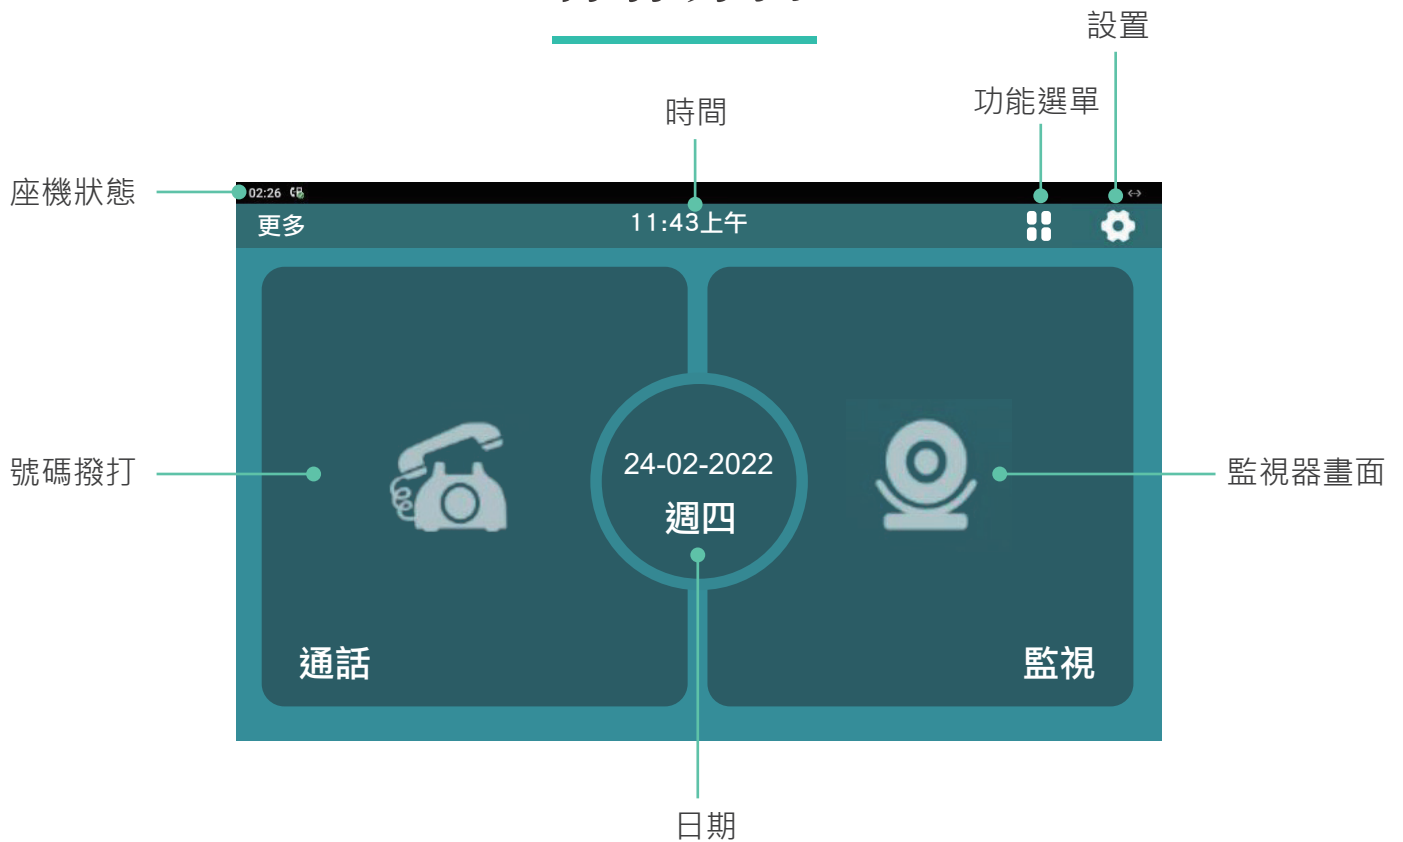 設置
功能選單
時間
座機狀態
02:26
更多
11:43上午
號碼撥打
24-02-2022
週四
監視器畫面
通話
監視
日期